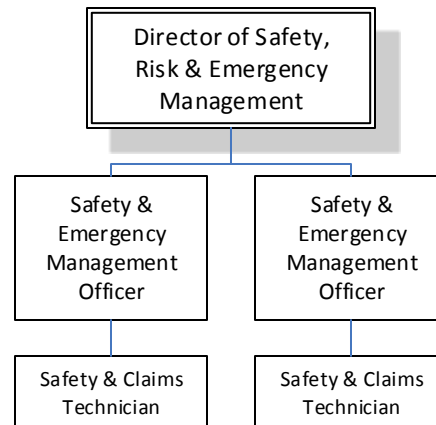 Director of Safety,
Risk & Emergency
Management
Safety &
Emergency
Management
Officer
Safety &
Emergency
Management
Officer
Safety & Claims
Technician
Safety & Claims
Technician